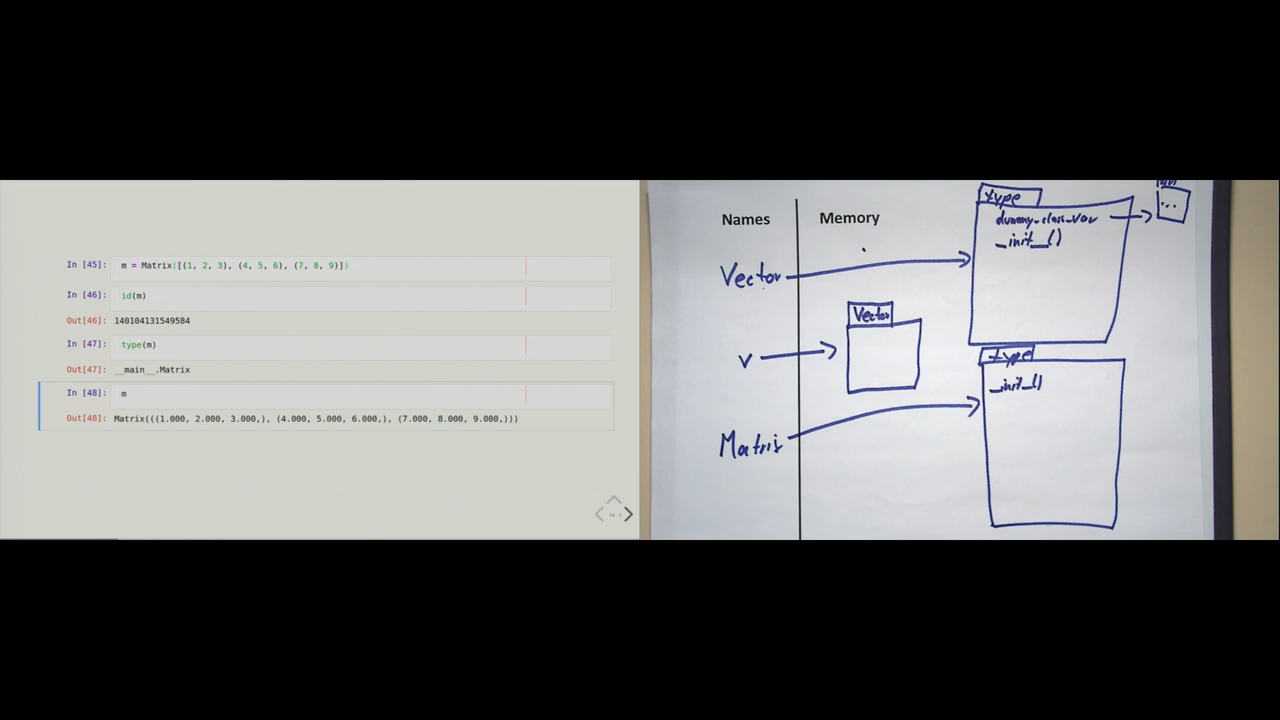 In [45]: m = Matrix([(1, 2, 3), (4, 5, 6), (7, 8, 9)])
In [46]: id(m)
Out[46]: 140104131549584
In [47]: type(m)
Out[47]: __main__.Matrix
In [48]: m
Out[48]: Matrix(((1.000, 2.000, 3.000,), (4.000, 5.000, 6.000,), (7.000, 8.000, 9.000,)))
Names
Memory
type
dummy_class_var
...
__init__()
Vector
Vector
v
type
__init__()
Matrix